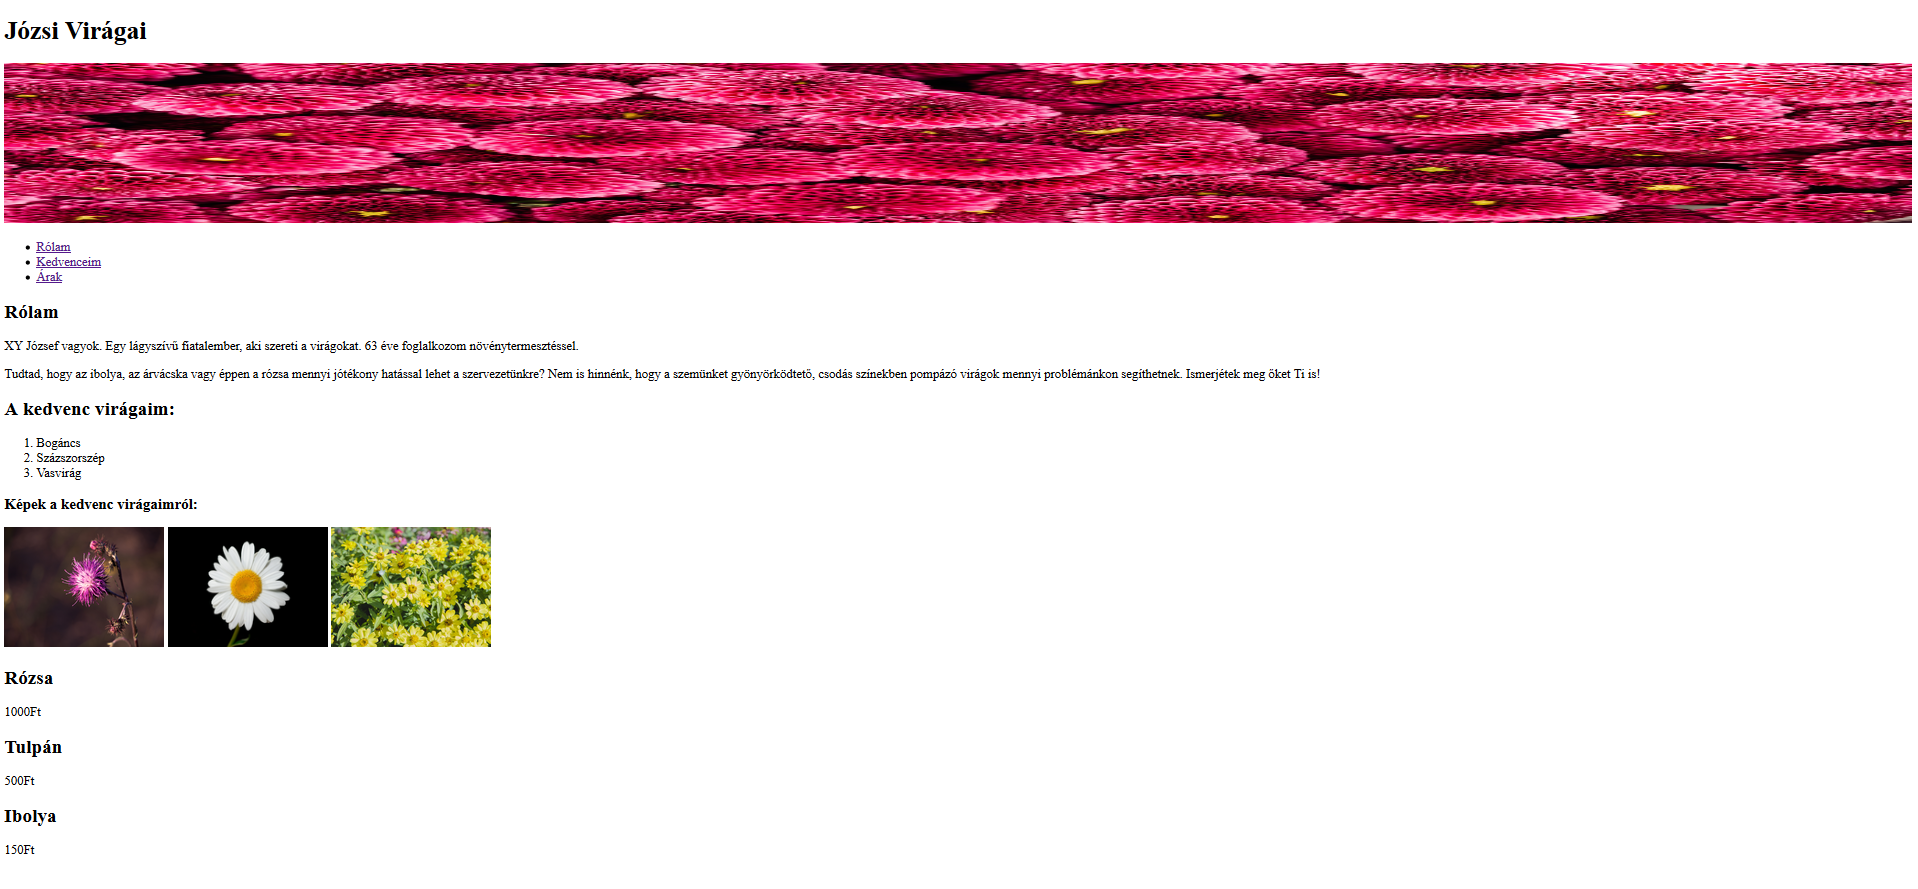 Józsi Virágai
Rólam
Kedvenceim
Árak
Rólam
XY József vagyok. Egy lágyszívű fiatalember, aki szereti a virágokat. 63 éve foglalkozom növénytermesztéssel.
Tudtad, hogy az ibolya, az árvácska vagy éppen a rózsa mennyi jótékony hatással lehet a szervezetünkre? Nem is hinnénk, hogy a szemünket gyönyörködtető, csodás színekben pompázó virágok mennyi problémánkon segíthetnek. Ismerjétek meg őket Ti is!
A kedvenc virágaim:
1. Bogáncs
2. Százszorszép
3. Vasvirág
Képek a kedvenc virágaimról:
Rózsa
1000Ft
Tulpán
500Ft
Ibolya
150Ft